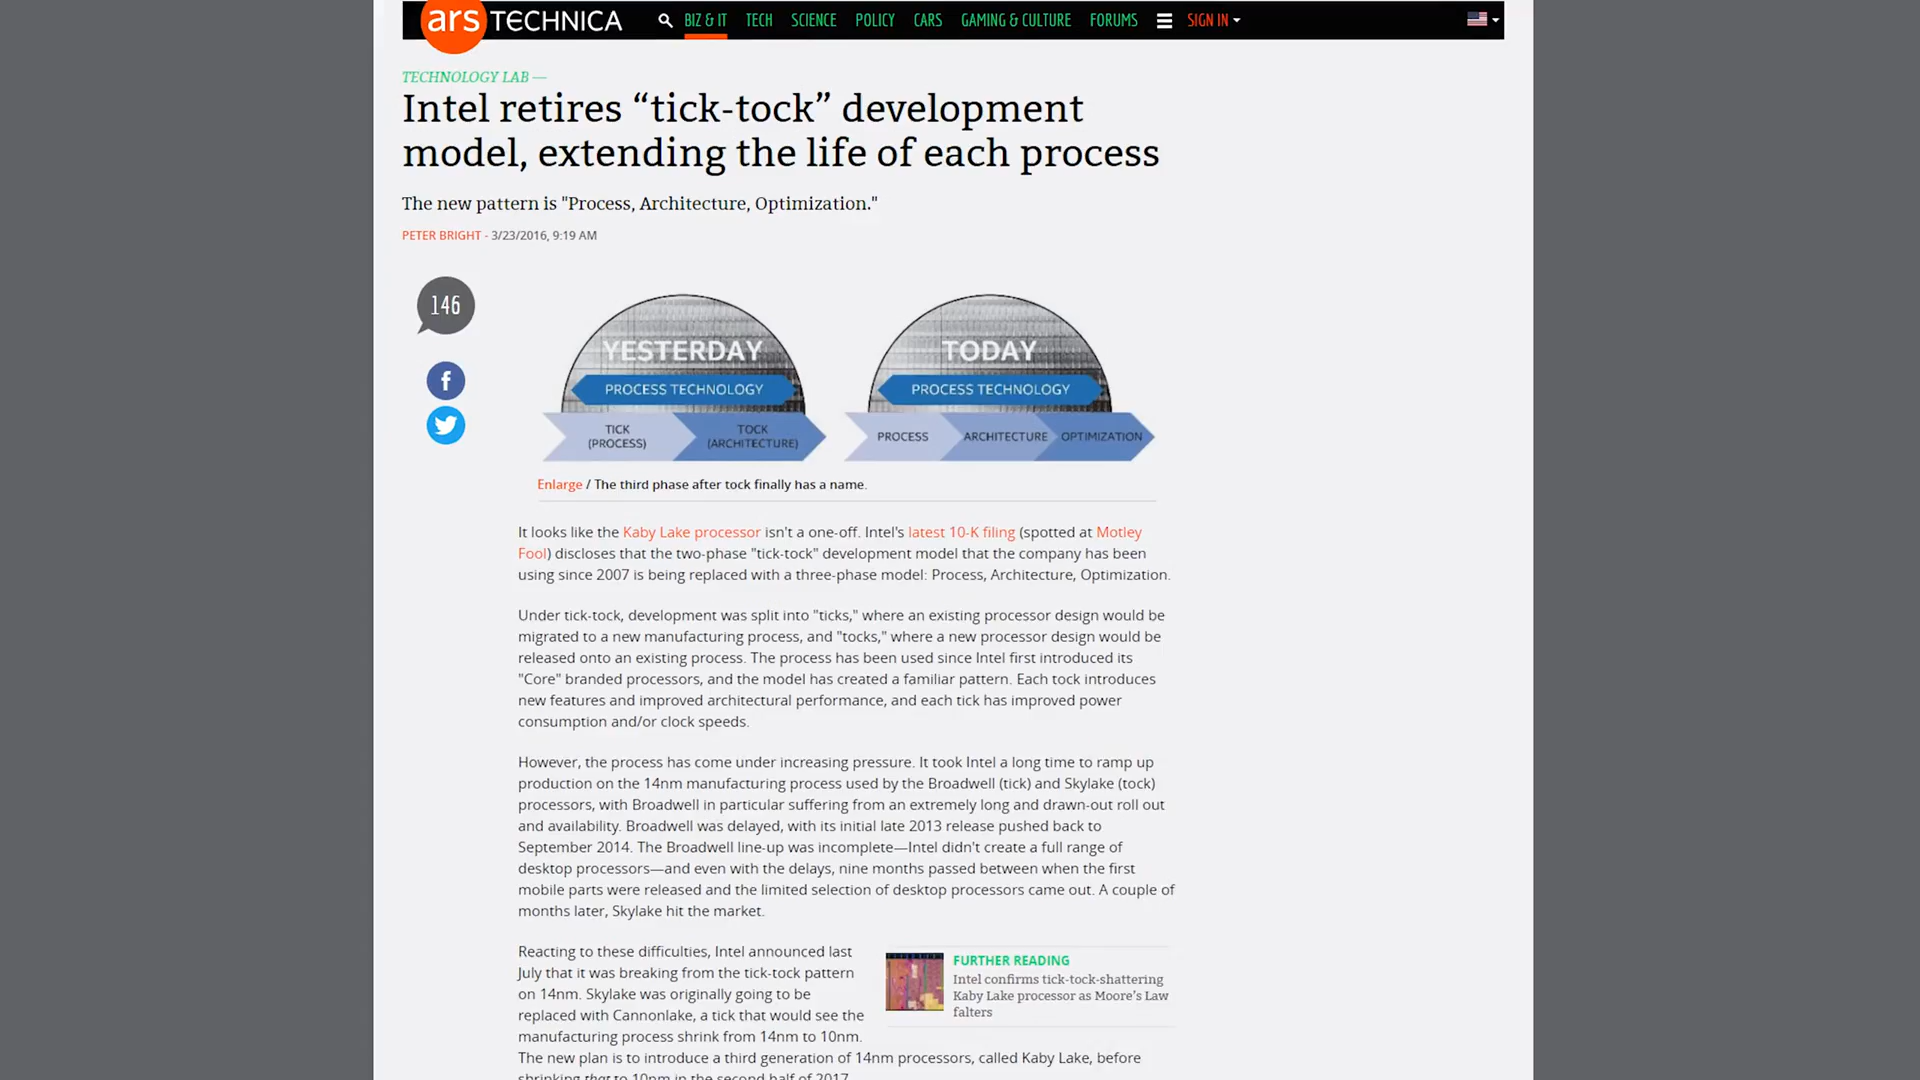 ars TECHNICA BIZ & IT TECH SCIENCE POLICY CARS GAMING & CULTURE FORUMS SIGN IN
TECHNOLOGY LAB —
Intel retires “tick-tock” development
model, extending the life of each process
The new pattern is "Process, Architecture, Optimization."
PETER BRIGHT - 3/23/2016, 9:19 AM
146
YESTERDAY
PROCESS TECHNOLOGY
TICK
(PROCESS)
TOCK
(ARCHITECTURE)
TODAY
PROCESS TECHNOLOGY
PROCESS ARCHITECTURE OPTIMIZATION
Enlarge / The third phase after tock finally has a name.
It looks like the Kaby Lake processor isn't a one-off. Intel's latest 10-K filing (spotted at Motley
Fool) discloses that the two-phase "tick-tock" development model that the company has been
using since 2007 is being replaced with a three-phase model: Process, Architecture, Optimization.
Under tick-tock, development was split into "ticks," where an existing processor design would be
migrated to a new manufacturing process, and "tocks," where a new processor design would be
released onto an existing process. The process has been used since Intel first introduced its
"Core" branded processors, and the model has created a familiar pattern. Each tock introduces
new features and improved architectural performance, and each tick has improved power
consumption and/or clock speeds.
However, the process has come under increasing pressure. It took Intel a long time to ramp up
production on the 14nm manufacturing process used by the Broadwell (tick) and Skylake (tock)
processors, with Broadwell in particular suffering from an extremely long and drawn-out roll out
and availability. Broadwell was delayed, with its initial late 2013 release pushed back to
September 2014. The Broadwell line-up was incomplete—Intel didn't create a full range of
desktop processors—and even with the delays, nine months passed between when the first
mobile parts were released and the limited selection of desktop processors came out. A couple of
months later, Skylake hit the market.
Reacting to these difficulties, Intel announced last
July that it was breaking from the tick-tock pattern
on 14nm. Skylake was originally going to be
replaced with Cannonlake, a tick that would see the
manufacturing process shrink from 14nm to 10nm.
The new plan is to introduce a third generation of 14nm processors, called Kaby Lake, before
shrinking that to 10nm in the second half of 2017.
FURTHER READING
Intel confirms tick-tock-shattering
Kaby Lake processor as Moore's Law
falters